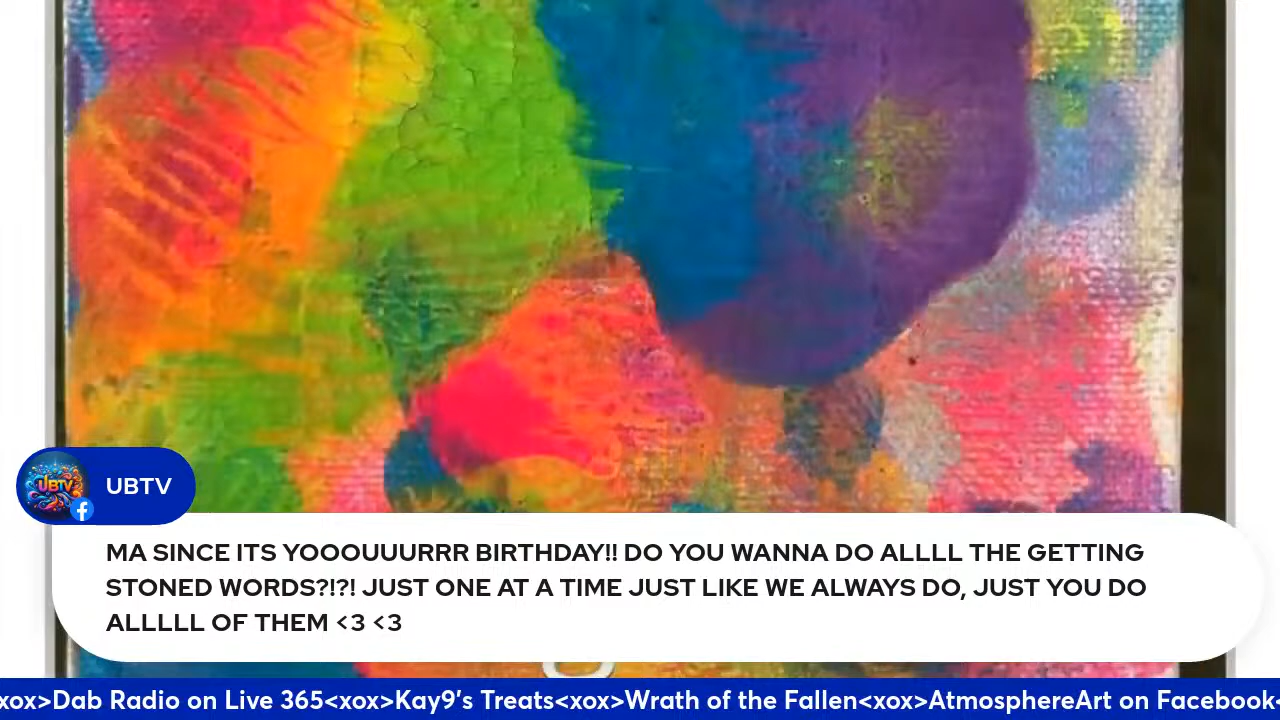 UBTV
UBTV
MA SINCE ITS YOOOUUURRR BIRTHDAY!! DO YOU WANNA DO ALLLL THE GETTING
STONED WORDS?!?! JUST ONE AT A TIME JUST LIKE WE ALWAYS DO, JUST YOU DO
ALLLLL OF THEM <3 <3
xox>Dab Radio on Live 365<xox>Kay9's Treats<xox>Wrath of the Fallen<xox>AtmosphereArt on Facebook<